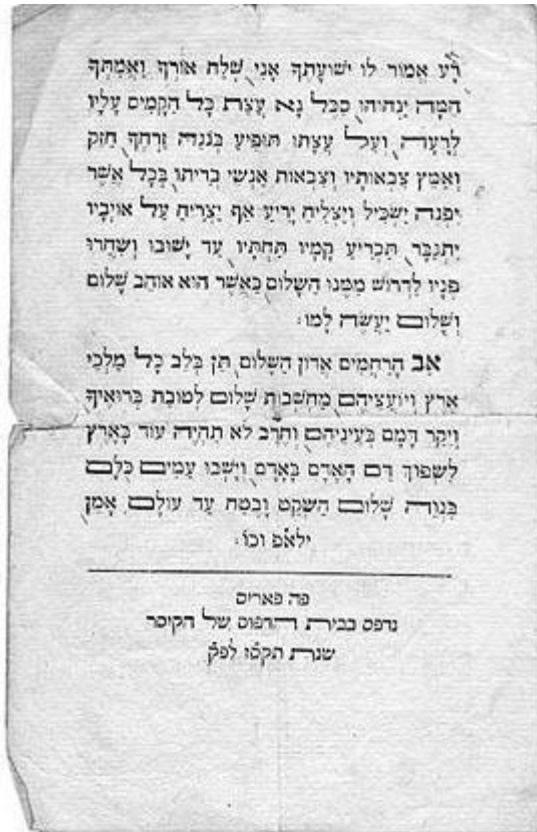 רָע אֱמוֹר לוֹ יְשׁוּעָתְךָ אָנִי שְׁלַח אוֹרְךָ וַאֲמִתְּךָ
הֵמָּה יַנְחוּהוּ סַכֵּל נָא עֲצַת כָּל הַקָּמִים עָלָיו
לְרָעָה וְעַל עֲצָתוֹ תּוֹפִיעַ בְּנֹגַהּ זַרְחֶךָ חַזֵּק
וְאַמֵּץ צִבְאוֹתָיו וְצִבְאוֹת אַנְשֵׁי בְרִיתוֹ בְּכָל אֲשֶׁר
יִפְנֶה יַשְׂכִּיל וְיַצְלִיחַ יָרִיעַ אַף יַצְרִיחַ עַל אוֹיְבָיו
יִתְגַּבָּר תַּכְרִיעַ קָמָיו תַּחְתָּיו עַד יָשׁוּבוּ וְשִׁחֲרוּ
פָּנָיו לִדְרוֹשׁ מִמֶּנּוּ הַשָּׁלוֹם כַּאֲשֶׁר הוּא אוֹהֵב שָׁלוֹם
וְשָׁלוֹם יַעֲשֶׂה לָמוֹ׃
אַב הָרַחֲמִים אֲדוֹן הַשָּׁלוֹם תֵּן בְּלֵב כָּל מַלְכֵי
אֶרֶץ וְיוֹעֲצֵיהֶם מַחְשְׁבוֹת שָׁלוֹם לְטוֹבַת בְּרוּאֶיךָ
וְיֵקַר דָּמָם בְּעֵינֵיהֶם וְחֶרֶב לֹא תִהְיֶה עוֹד בָּאָרֶץ
לִשְׁפּוֹךְ דַּם הָאָדָם בָּאָדָם וְיֵשְׁבוּ עַמִּים כֻּלָּם
בִּנְוֵה שָׁלוֹם הַשְׁקֵט וָבֶטַח עַד עוֹלָם אָמֵן
ילאפ וכו׳׃
פה פאריס
נדפס בבית הדפוס של הקיסר
שנת תקסז לפק